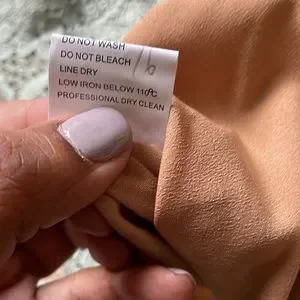 DO NOT WASH
DO NOT BLEACH
LINE DRY
LOW IRON BELOW 110℃
PROFESSIONAL DRY CLEAN